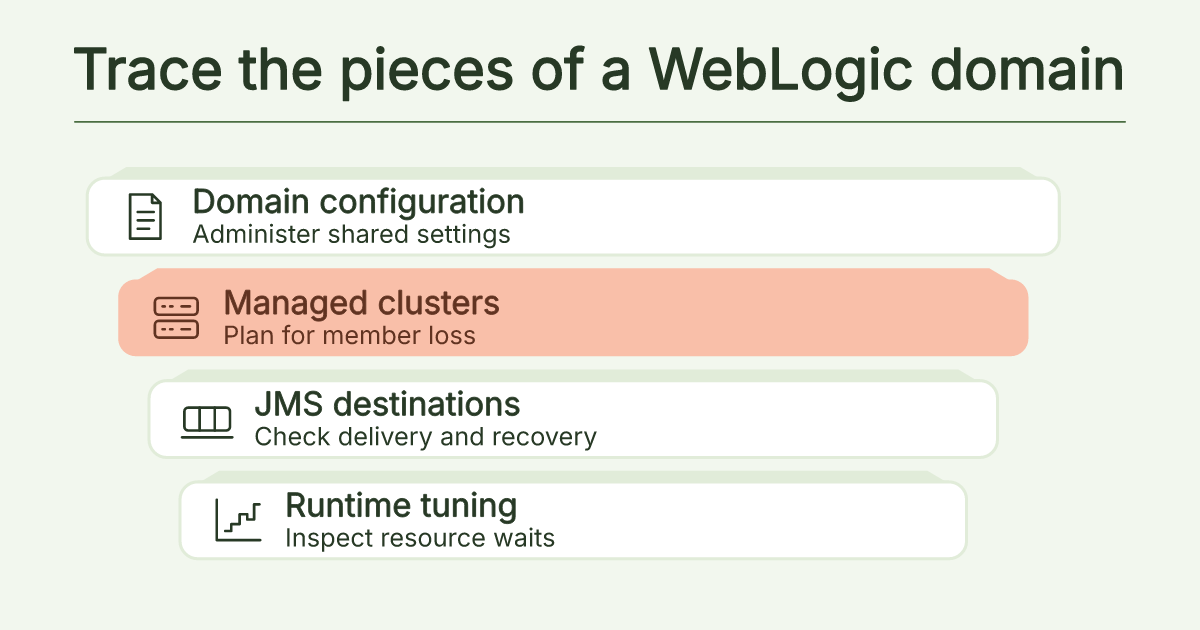 Trace the pieces of a WebLogic domain
Domain configuration
Administer shared settings
Managed clusters
Plan for member loss
JMS destinations
Check delivery and recovery
Runtime tuning
Inspect resource waits